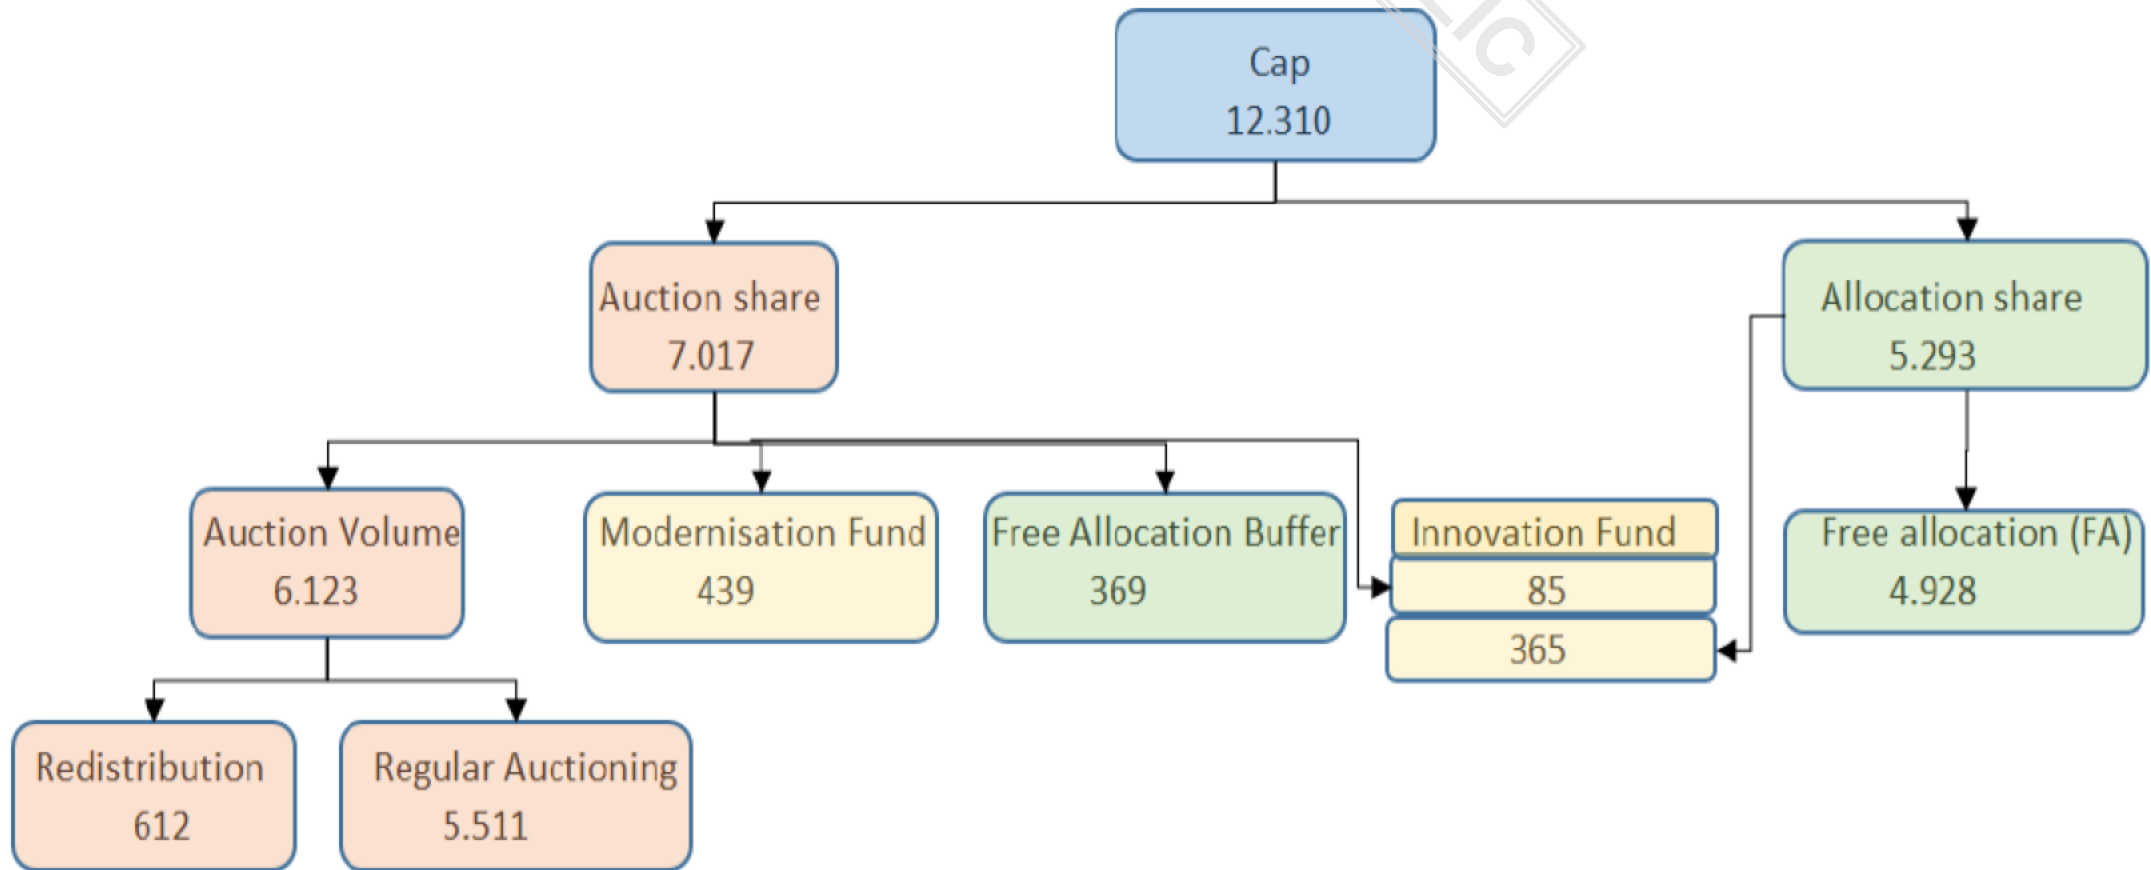 LIC
Cap
12.310
Auction share
7.017
Allocation share
5.293
Auction Volume
6.123
Modernisation Fund
439
Free Allocation Buffer
369
Innovation Fund
85
365
Free allocation (FA)
4.928
Redistribution
612
Regular Auctioning
5.511